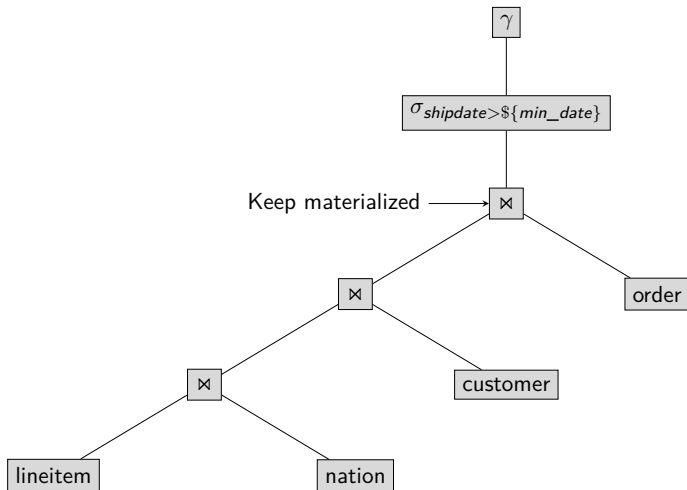 γ
σshipdate>${min_date}
Keep materialized
⋈
⋈
order
⋈
customer
lineitem
nation